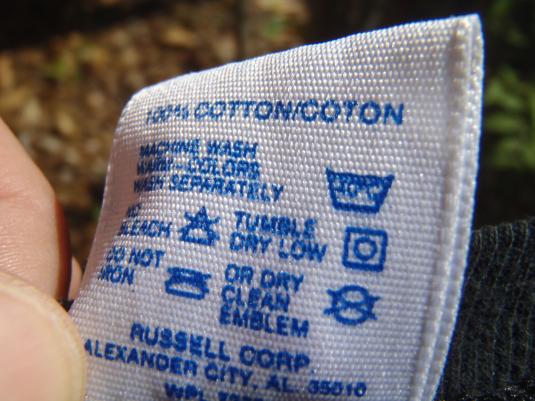 100% COTTON/COTON
MACHINE WASH
WARM COLORS
WASH SEPARATELY
NO BLEACH
TUMBLE
DRY LOW
DO NOT
IRON
OR DRY
CLEAN
EMBLEM
RUSSELL CORP.
ALEXANDER CITY, AL. 35010
WPL